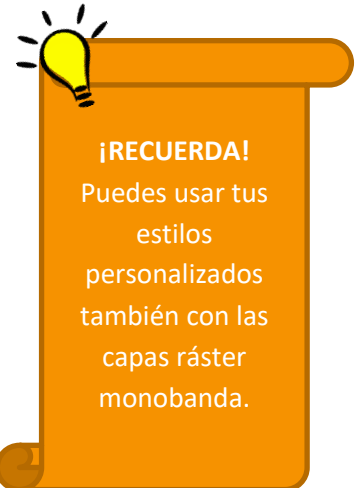 ¡RECUERDA!
Puedes usar tus
estilos
personalizados
también con las
capas ráster
monobanda.